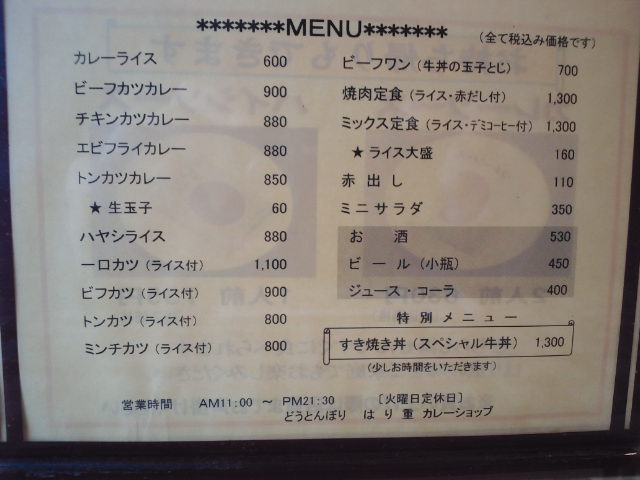 *******MENU*******
(全て税込み価格です)
カレーライス 600
ビーフカツカレー 900
チキンカツカレー 880
エビフライカレー 880
トンカツカレー 850
★ 生玉子 60
ハヤシライス 880
一口カツ (ライス付) 1,100
ビフカツ (ライス付) 900
トンカツ (ライス付) 800
ミンチカツ (ライス付) 800
ビーフワン (牛丼の玉子とじ) 700
焼肉定食 (ライス・赤だし付) 1,300
ミックス定食 (ライス・デミコーヒー付) 1,300
★ ライス大盛 160
赤出し 110
ミニサラダ 350
お酒 530
ビール (小瓶) 450
ジュース・コーラ 400
特別メニュー
すき焼き丼 (スペシャル牛丼) 1,300
(少しお時間をいただきます)
営業時間 AM11:00 ~ PM21:30 〔火曜日定休日〕
どうとんぼり はり重 カレーショップ